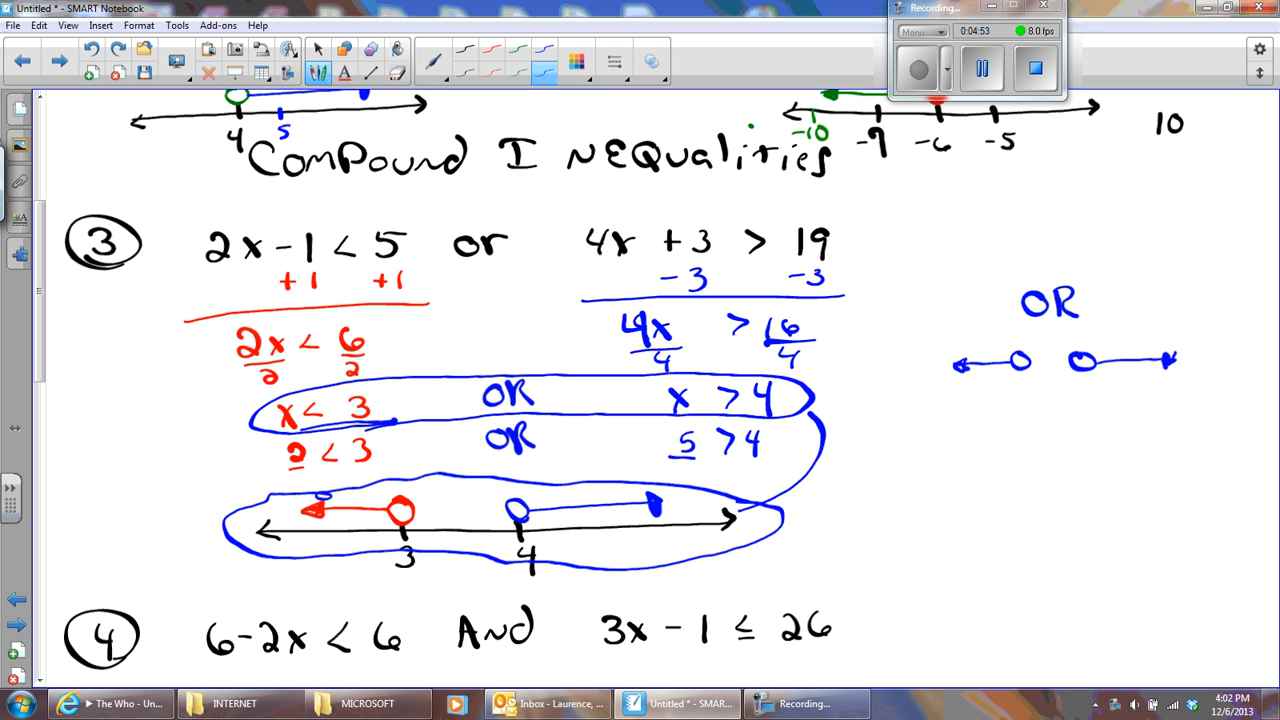 Untitled * - SMART Notebook
Recording...
File Edit View Insert Format Tools Add-ons Help
Menu 0:04:53 8.0 fps
4 5
-10 -7 -6 -5 10
Compound Inequalities
3 2x - 1 < 5 or 4x + 3 > 19
+1 +1 -3 -3
OR
2x < 6 4x > 16
2 2 4 4
x < 3 OR x > 4
2 < 3 OR 5 > 4
3 4
4 6-2x < 6 And 3x - 1 ≤ 26
The Who - Un... INTERNET MICROSOFT Inbox - Laurence, ... Untitled * - SMAR... Recording...
4:02 PM
12/6/2013